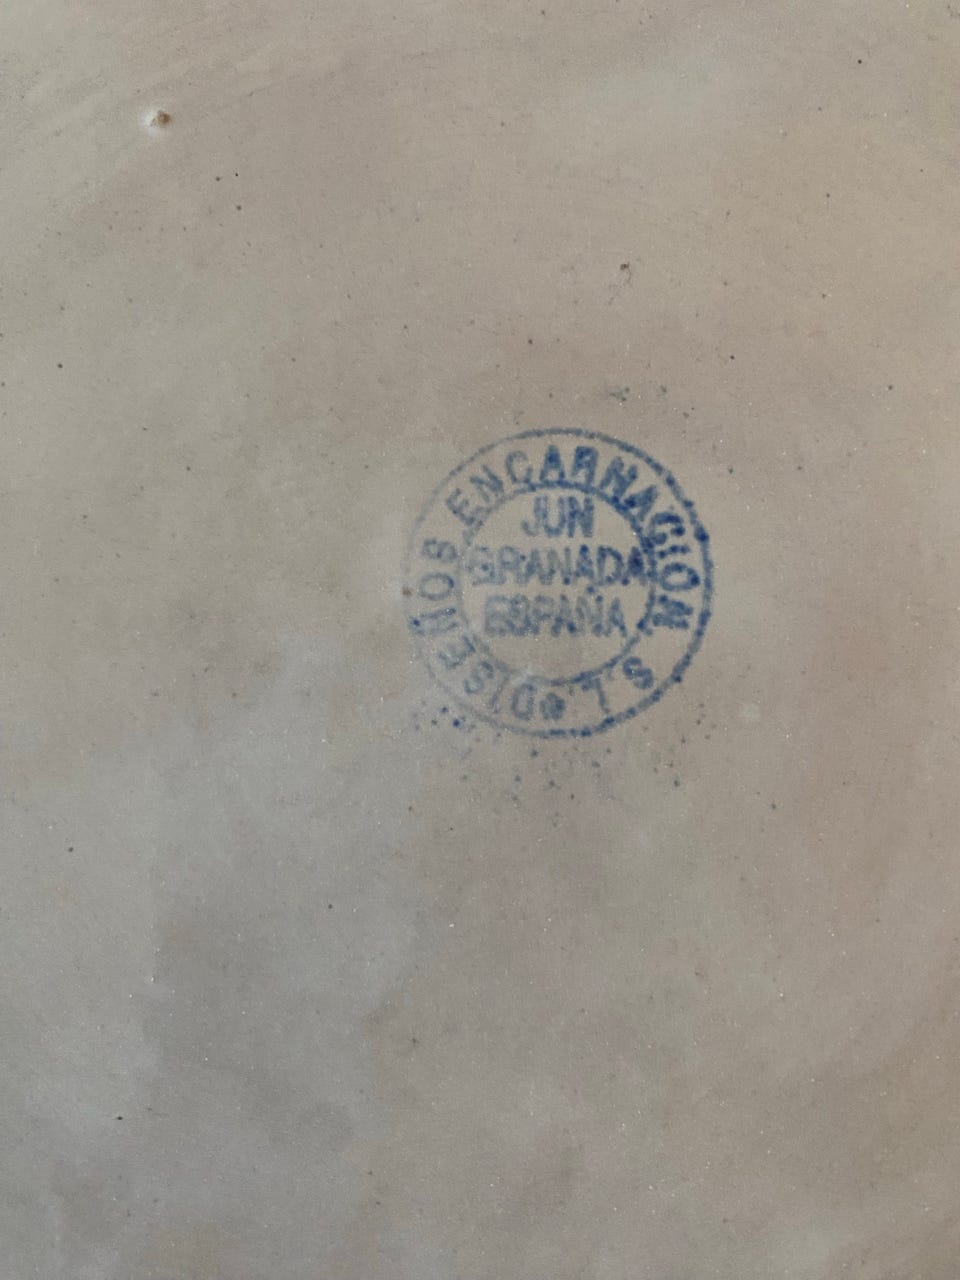 DISEÑOS ENCARNACION S.L.
JUN
GRANADA
ESPAÑA